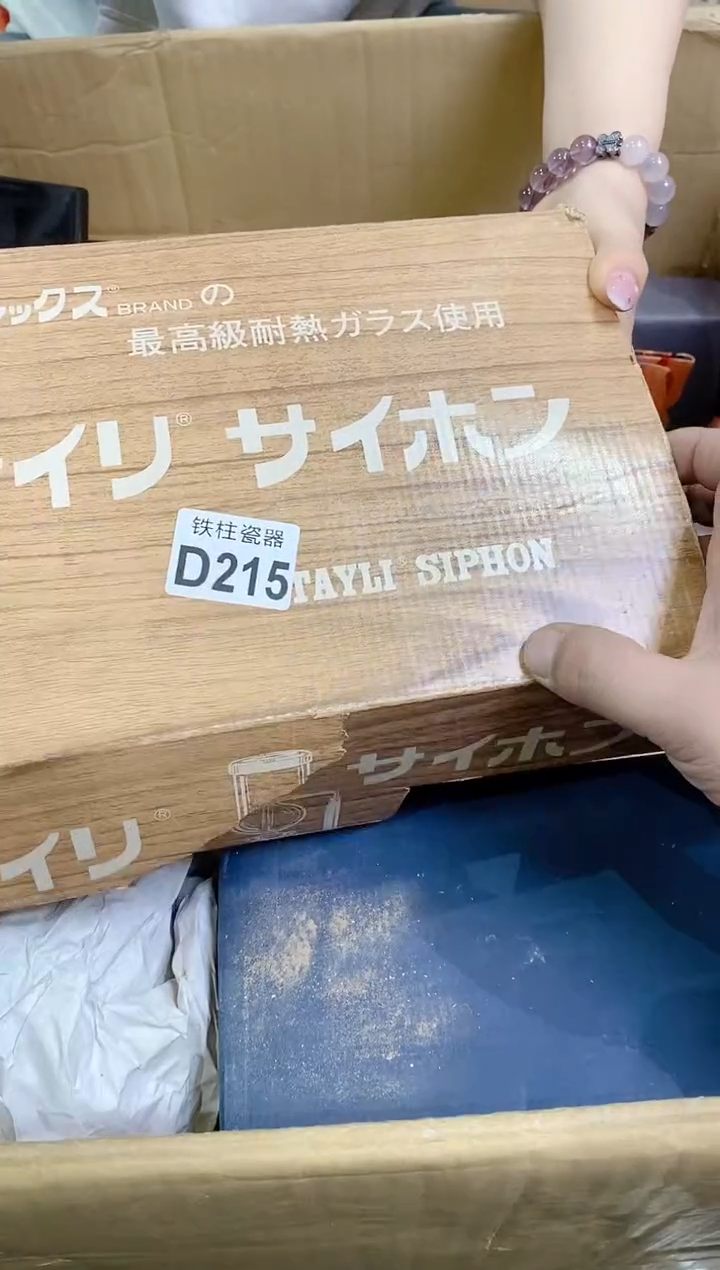 ックス® BRAND の
最高級耐熱ガラス使用
イリ® サイホン
铁柱瓷器
D215
TAYLI SIPHON
イリ® サイホン